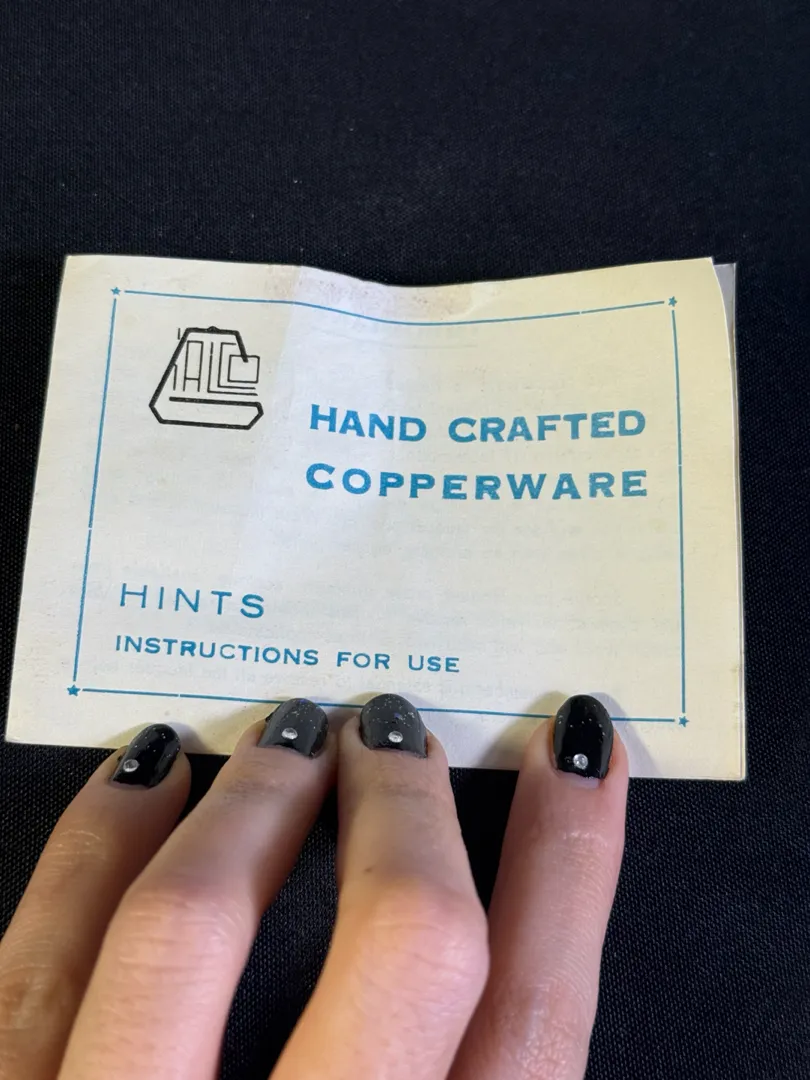 HAND CRAFTED
COPPERWARE
HINTS
INSTRUCTIONS FOR USE